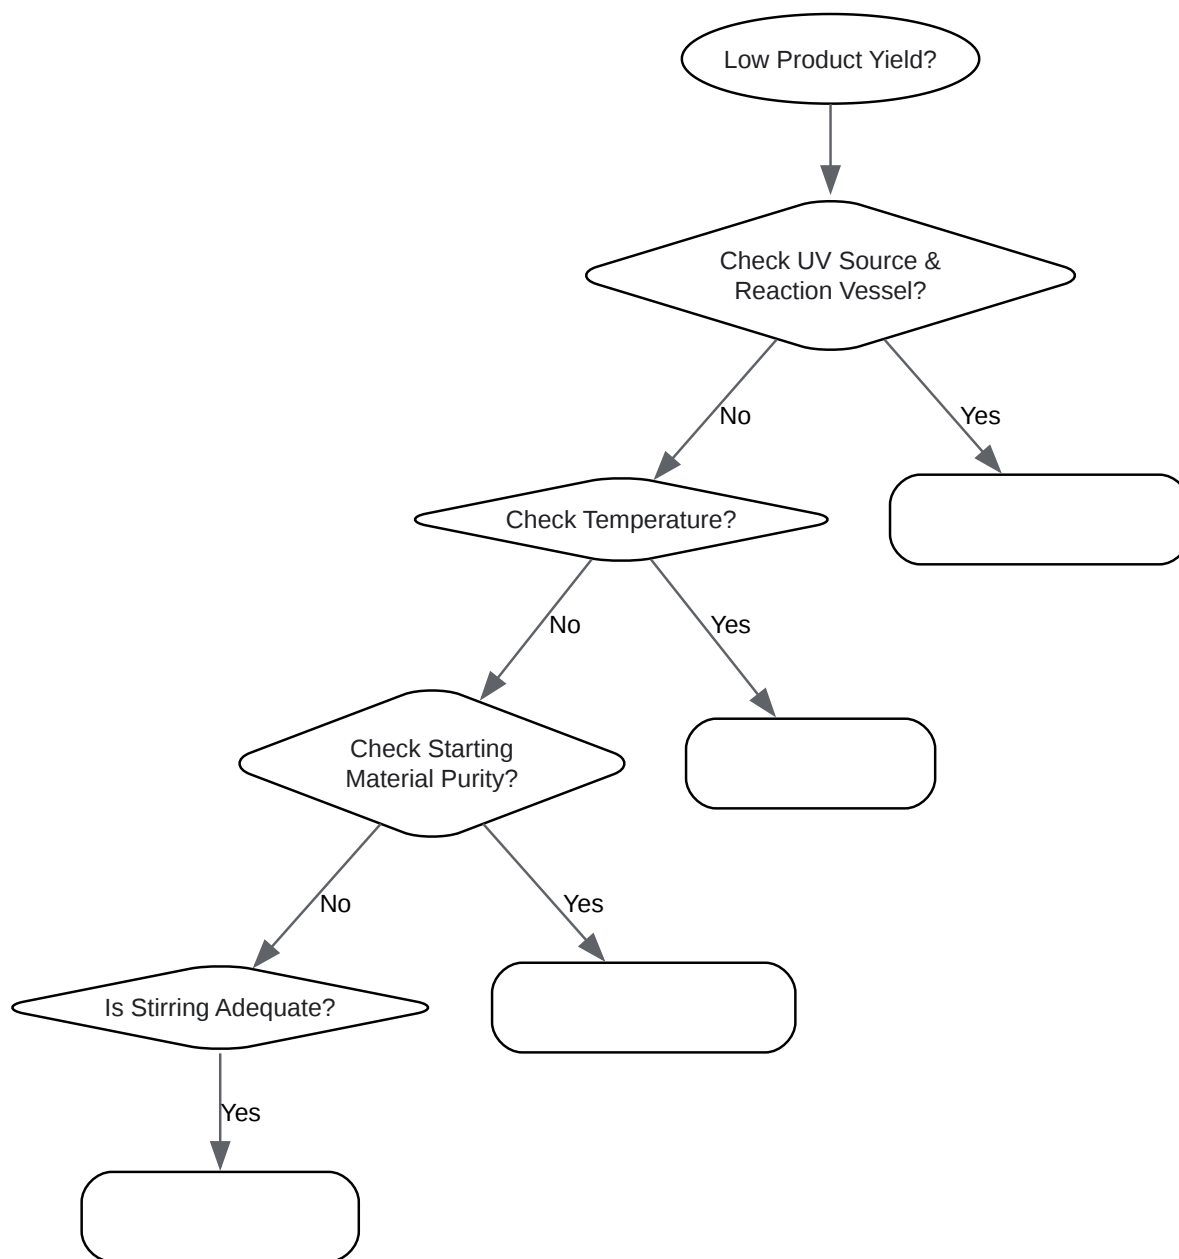 Low Product Yield?
Check UV Source &
Reaction Vessel?
No
Yes
Check Temperature?
No
Yes
Check Starting
Material Purity?
No
Yes
Is Stirring Adequate?
Yes